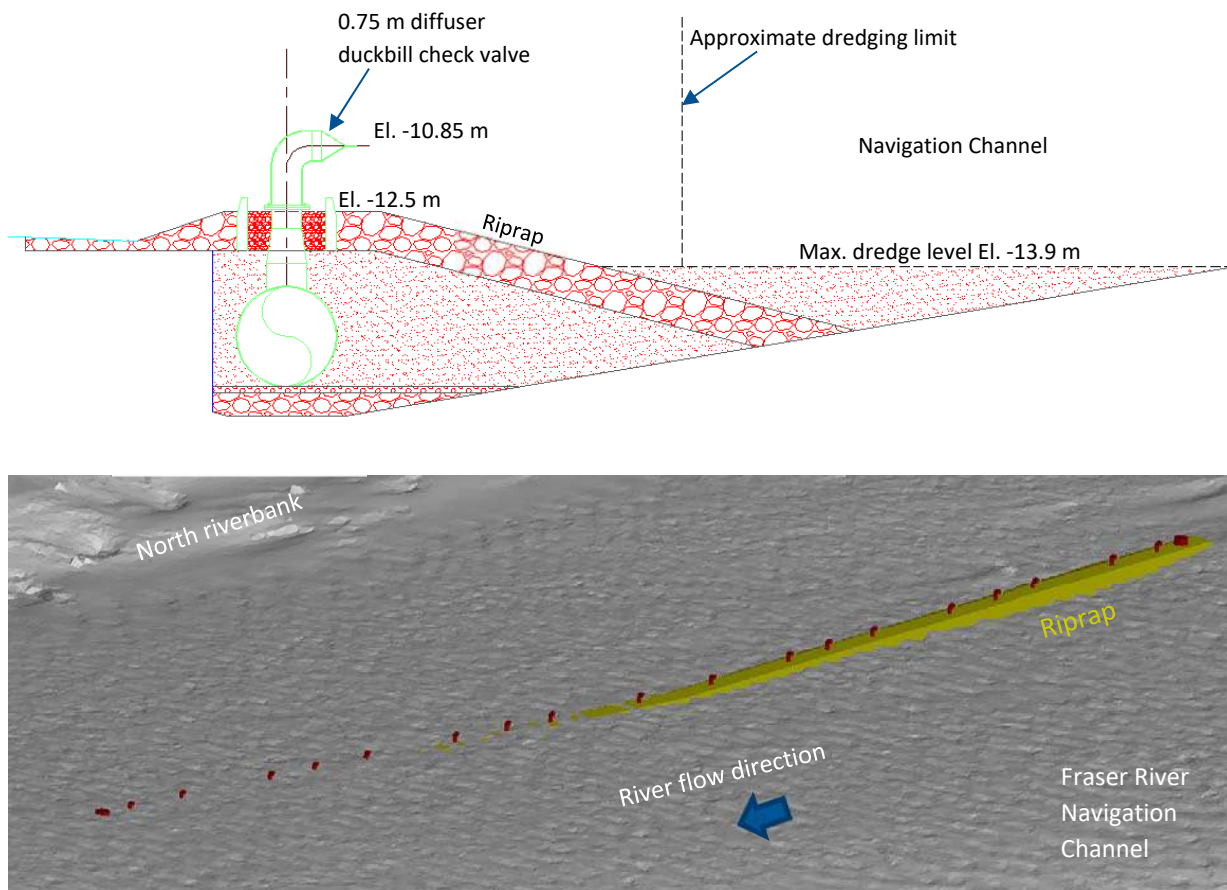 0.75 m diffuser
duckbill check valve
Approximate dredging limit
El. -10.85 m
Navigation Channel
El. -12.5 m
Riprap
Max. dredge level El. -13.9 m
North riverbank
Riprap
River flow direction
Fraser River
Navigation
Channel